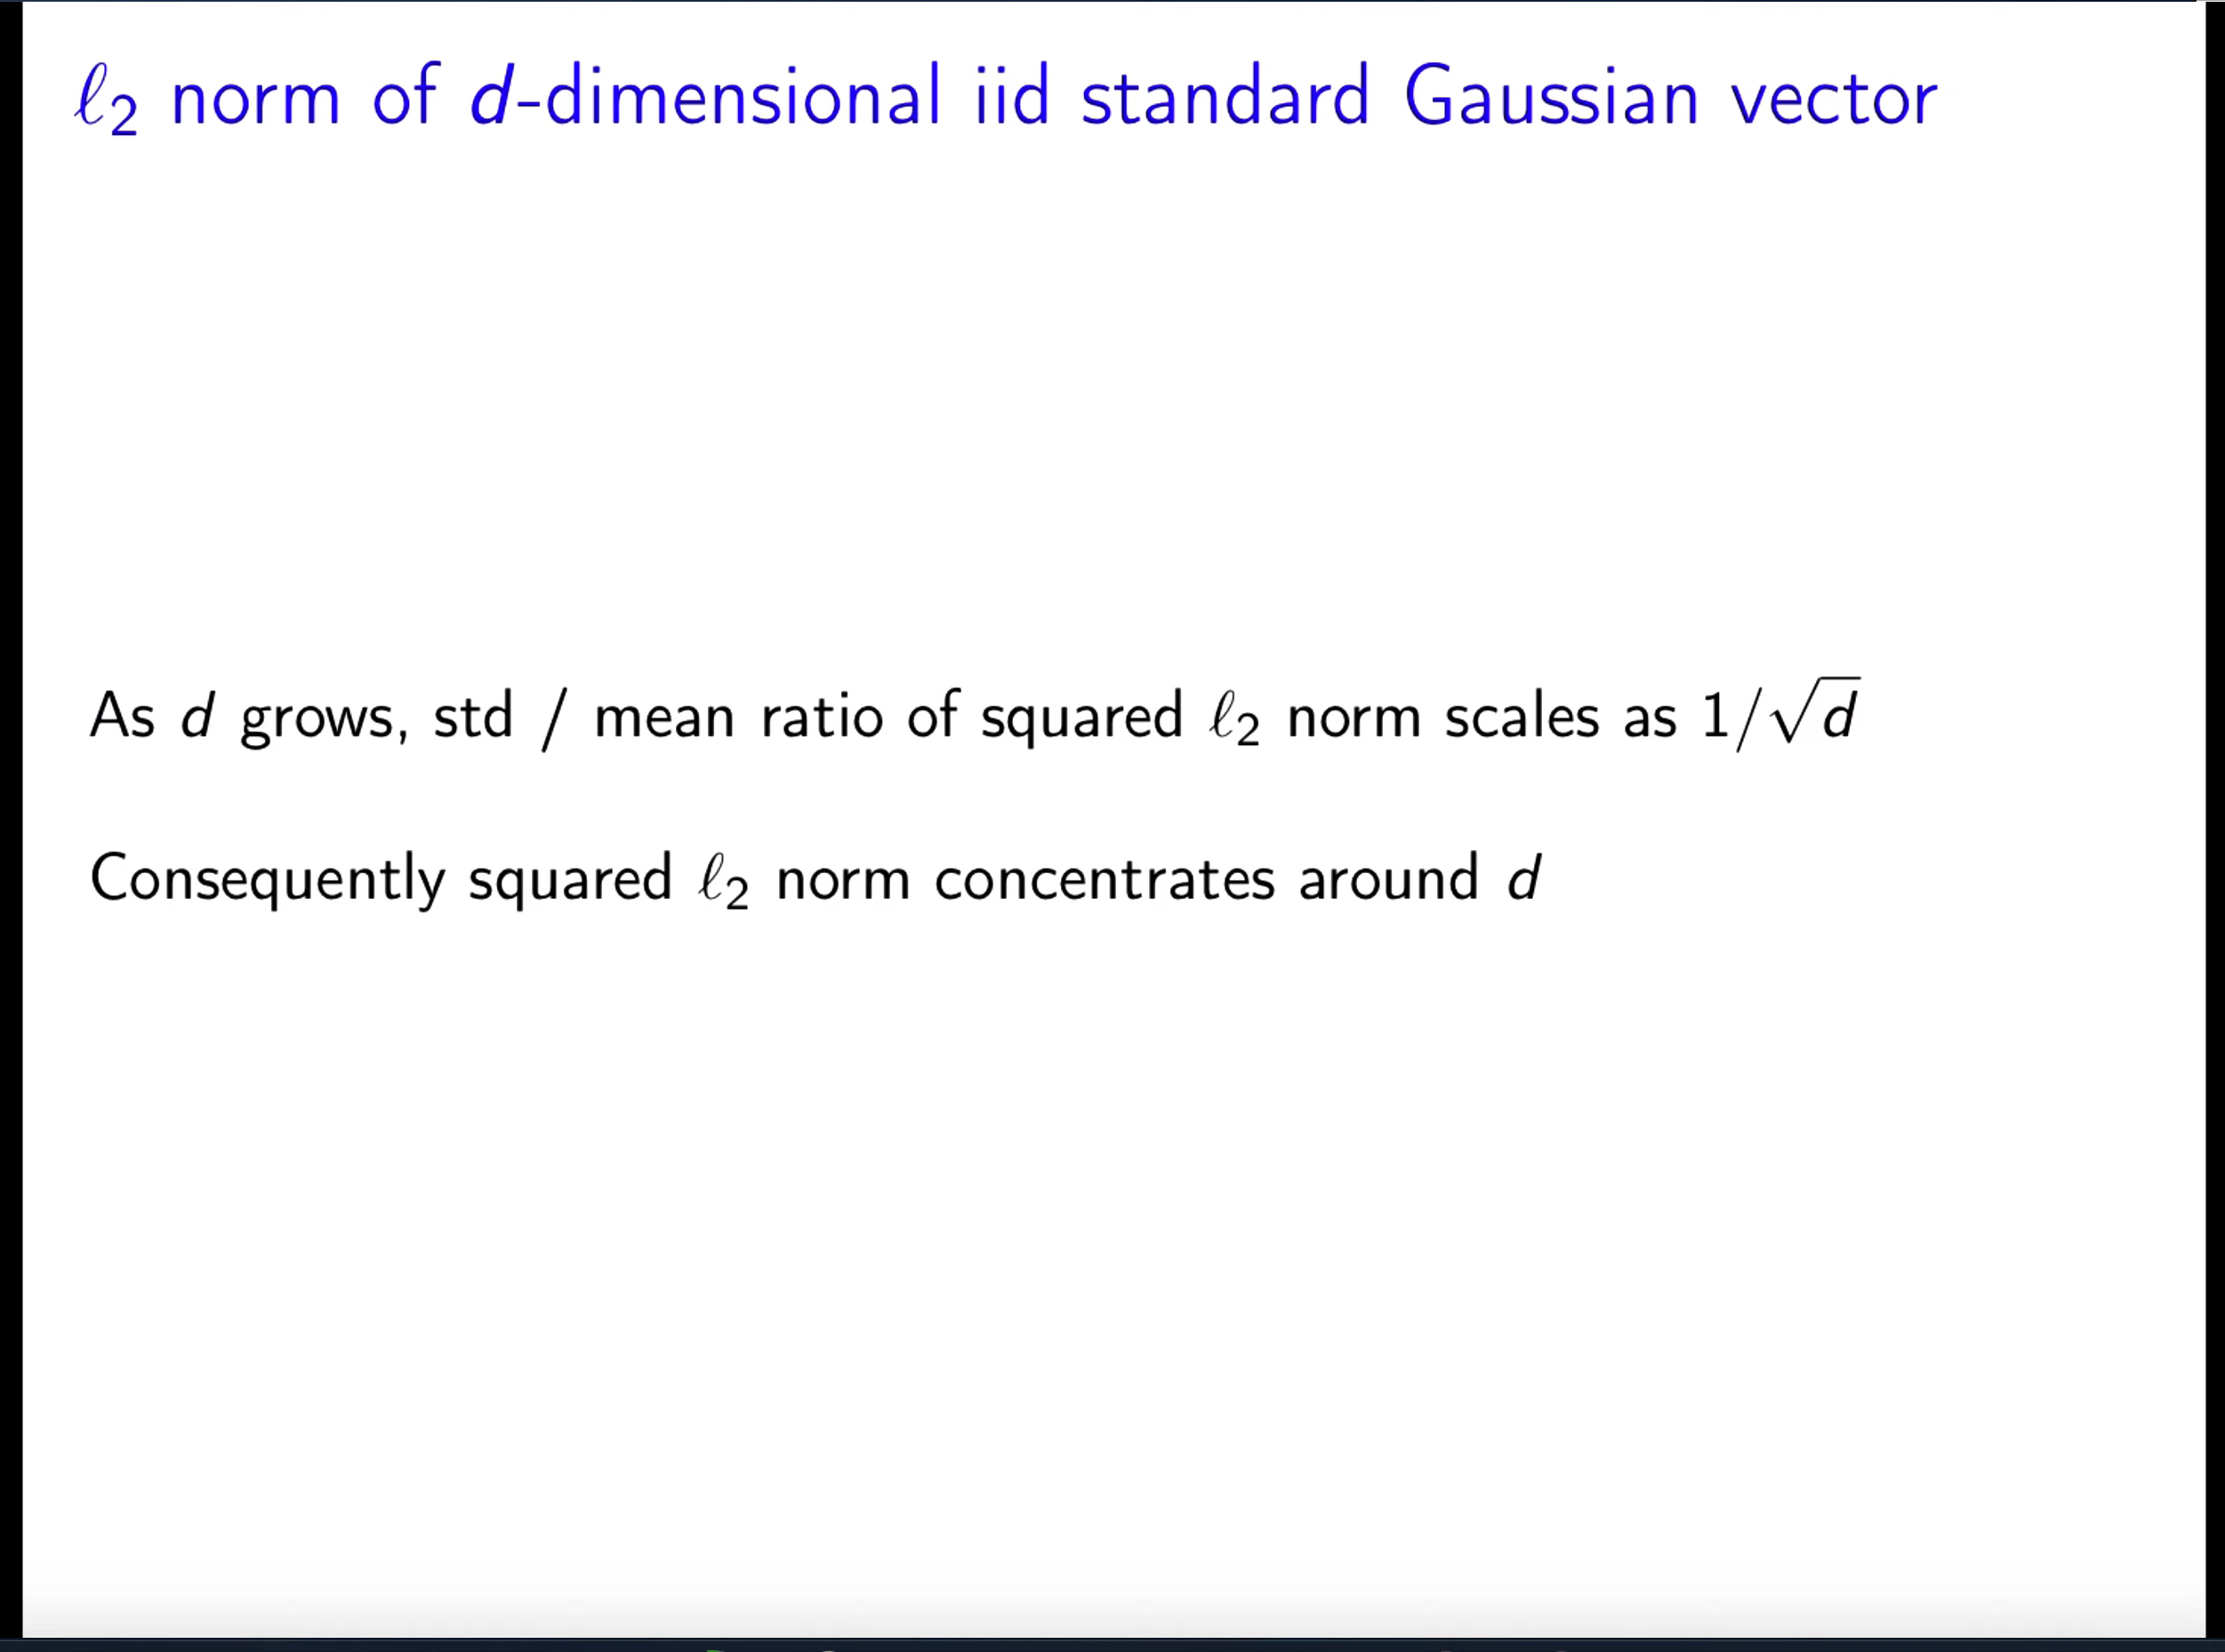 ℓ₂ norm of d-dimensional iid standard Gaussian vector
As d grows, std / mean ratio of squared ℓ₂ norm scales as 1/√d
Consequently squared ℓ₂ norm concentrates around d